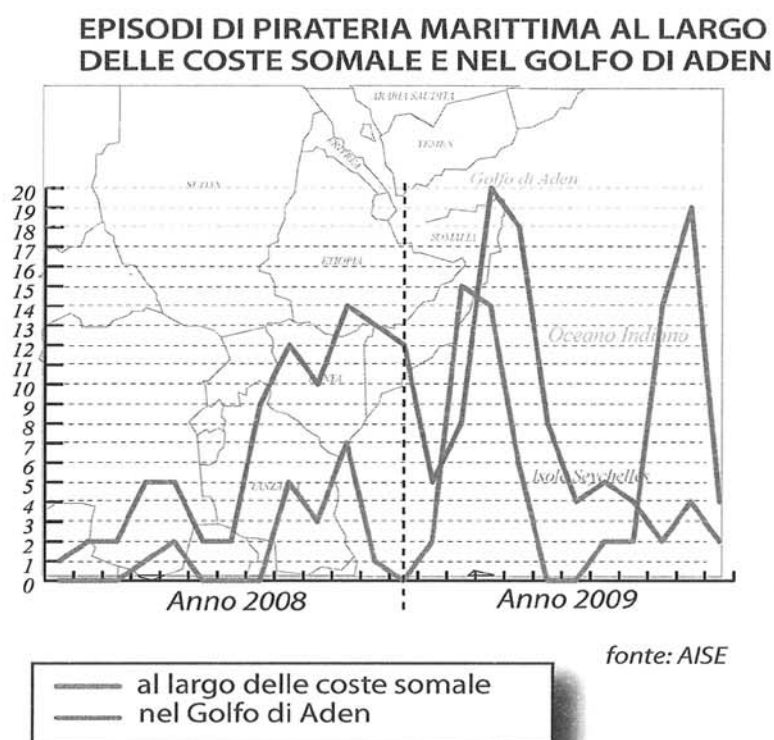 EPISODI DI PIRATERIA MARITTIMA AL LARGO
DELLE COSTE SOMALE E NEL GOLFO DI ADEN
ARABIA SAUDITA
ERITREA
YEMEN
SUDAN
Golfo di Aden
SOMALIA
ETIOPIA
Oceano Indiano
Isole Seychelles
20
19
18
17
16
15
14
13
12
11
10
9
8
7
6
5
4
3
2
1
0
Anno 2008
Anno 2009
fonte: AISE
al largo delle coste somale
nel Golfo di Aden